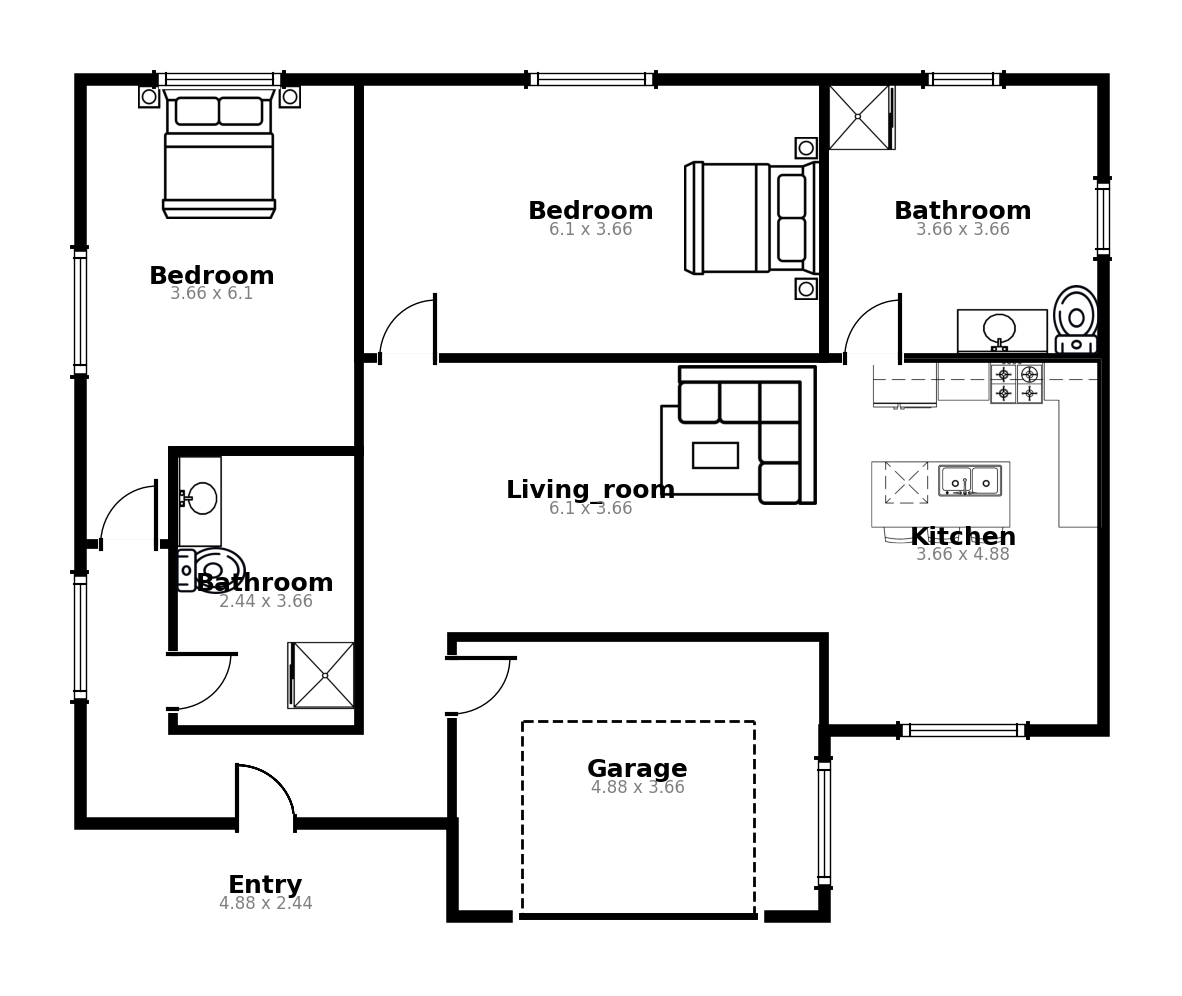 Bedroom
6.1 x 3.66
Bathroom
3.66 x 3.66
Bedroom
3.66 x 6.1
Living_room
6.1 x 3.66
Kitchen
3.66 x 4.88
Bathroom
2.44 x 3.66
Garage
4.88 x 3.66
Entry
4.88 x 2.44